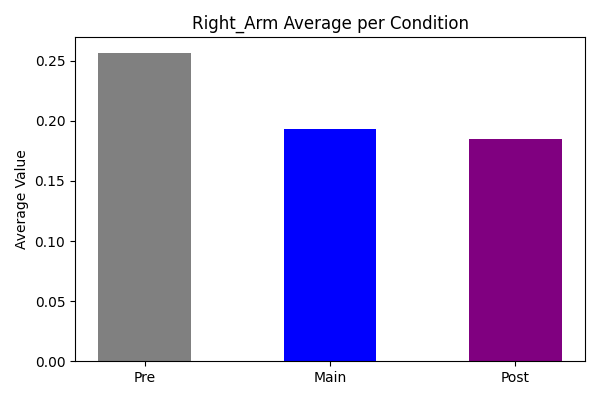 Right_Arm Average per Condition
Average Value
0.25
0.20
0.15
0.10
0.05
0.00
Pre
Main
Post